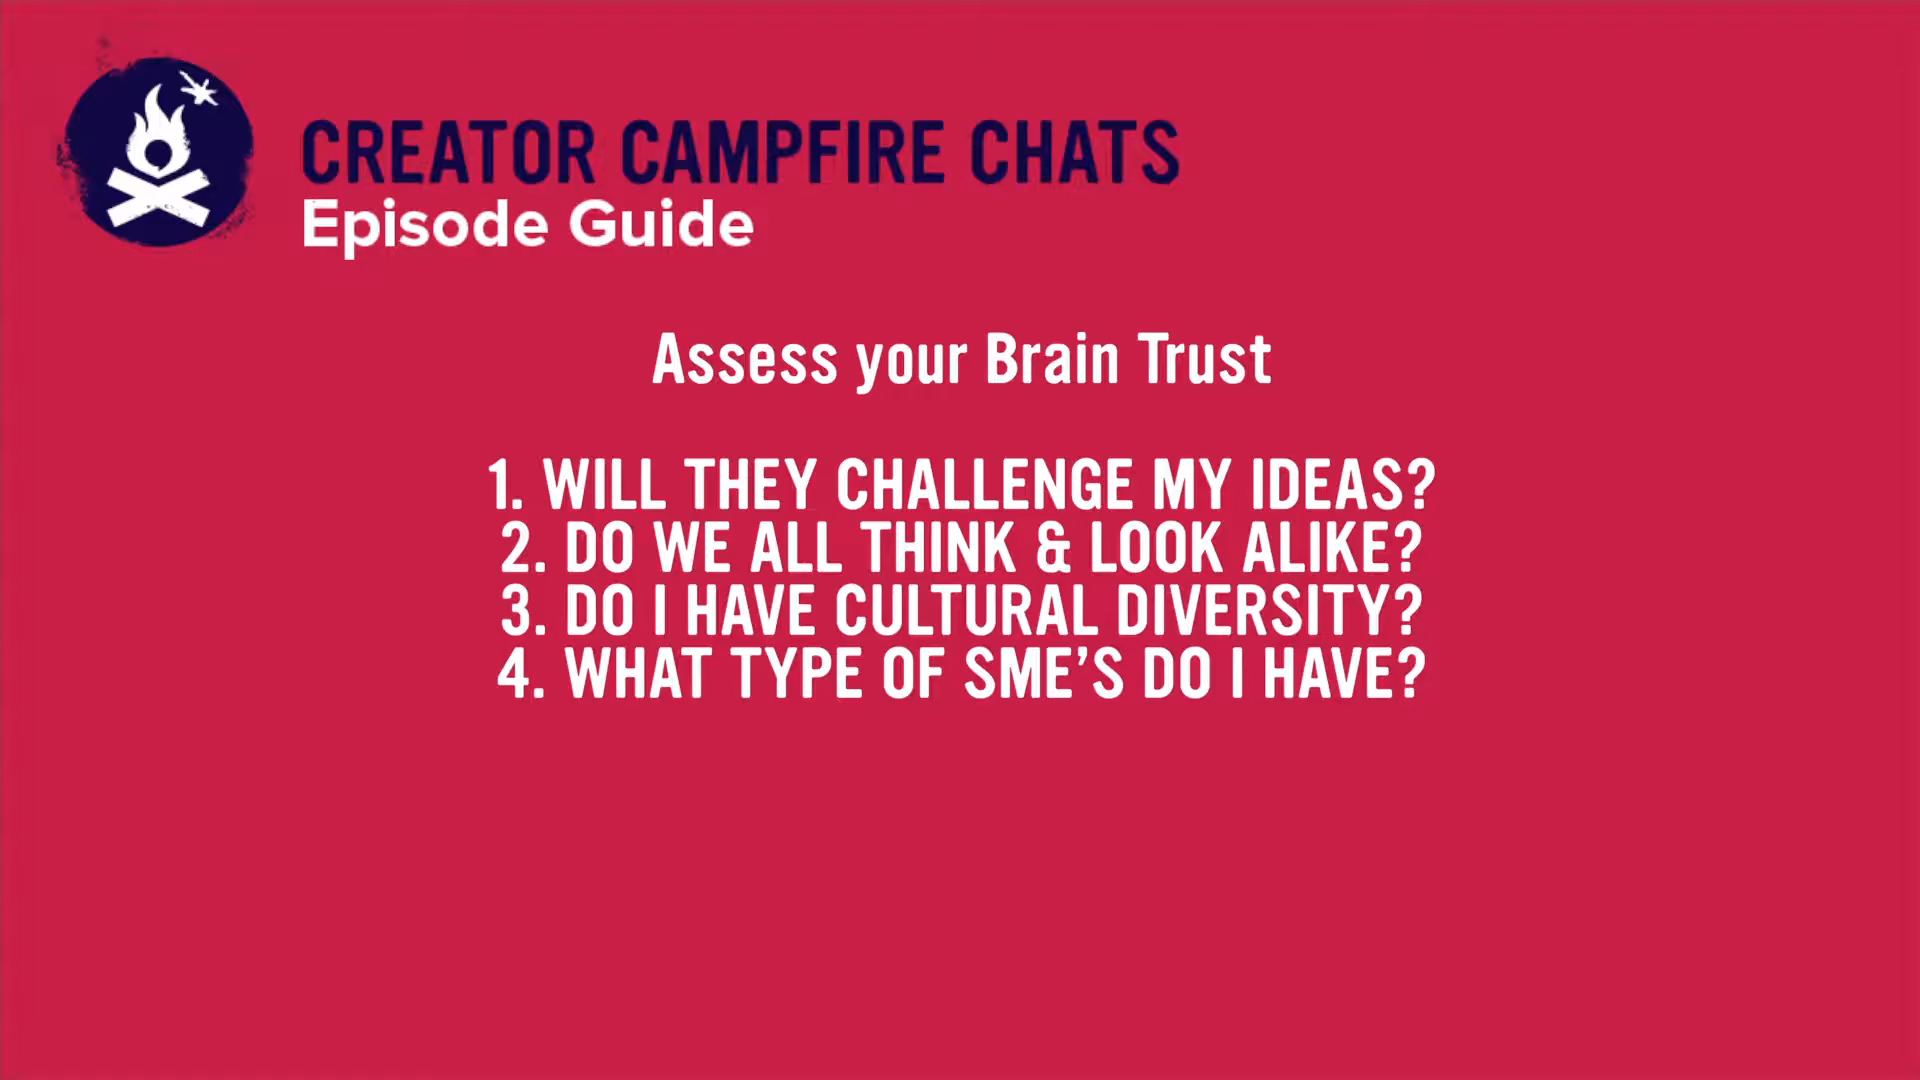 CREATOR CAMPFIRE CHATS
Episode Guide
Assess your Brain Trust
1. WILL THEY CHALLENGE MY IDEAS?
2. DO WE ALL THINK & LOOK ALIKE?
3. DO I HAVE CULTURAL DIVERSITY?
4. WHAT TYPE OF SME’S DO I HAVE?